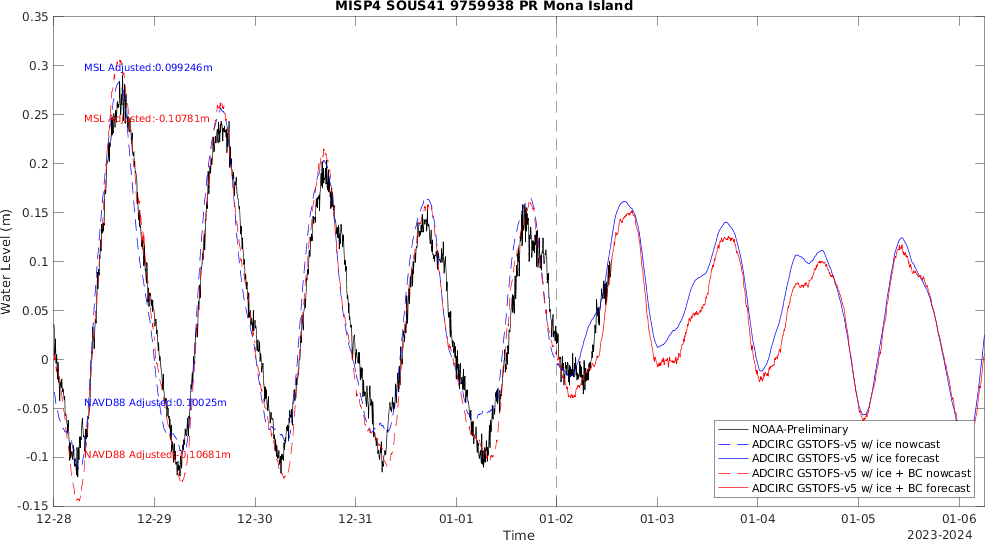 MISP4 SOUS41 9759938 PR Mona Island
0.35
0.3
0.25
0.2
0.15
0.1
0.05
0
-0.05
-0.1
-0.15
Water Level (m)
MSL Adjusted:0.099246m
MSL Adjusted:-0.10781m
NAVD88 Adjusted:0.10025m
NAVD88 Adjusted:-0.10681m
NOAA-Preliminary
ADCIRC GSTOFS-v5 w/ ice nowcast
ADCIRC GSTOFS-v5 w/ ice forecast
ADCIRC GSTOFS-v5 w/ ice + BC nowcast
ADCIRC GSTOFS-v5 w/ ice + BC forecast
12-28 12-29 12-30 12-31 01-01 01-02 01-03 01-04 01-05 01-06
Time
2023-2024